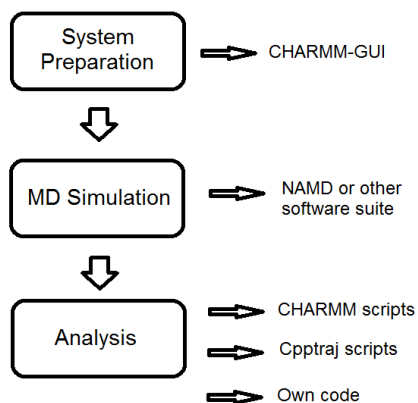 System
Preparation
CHARMM-GUI
MD Simulation
NAMD or other
software suite
Analysis
CHARMM scripts
Cpptraj scripts
Own code